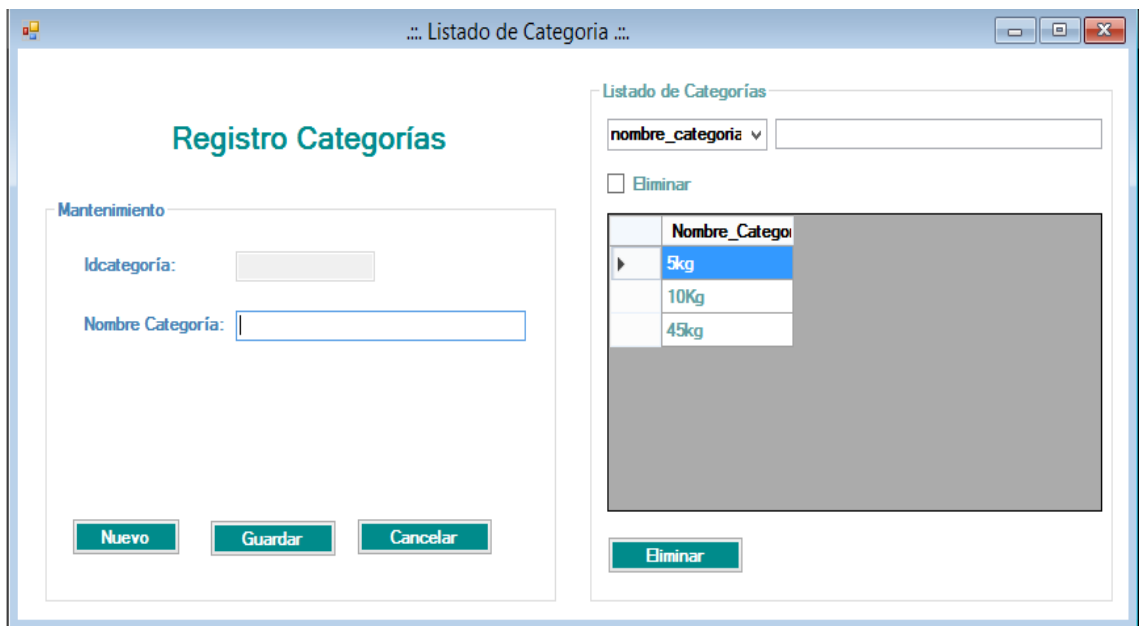 .::. Listado de Categoria .::.
Registro Categorías
Mantenimiento
Idcategoría:
Nombre Categoría:
Nuevo
Guardar
Cancelar
Listado de Categorías
nombre_categoria
Eliminar
Nombre_Categor
5kg
10Kg
45kg
Eliminar